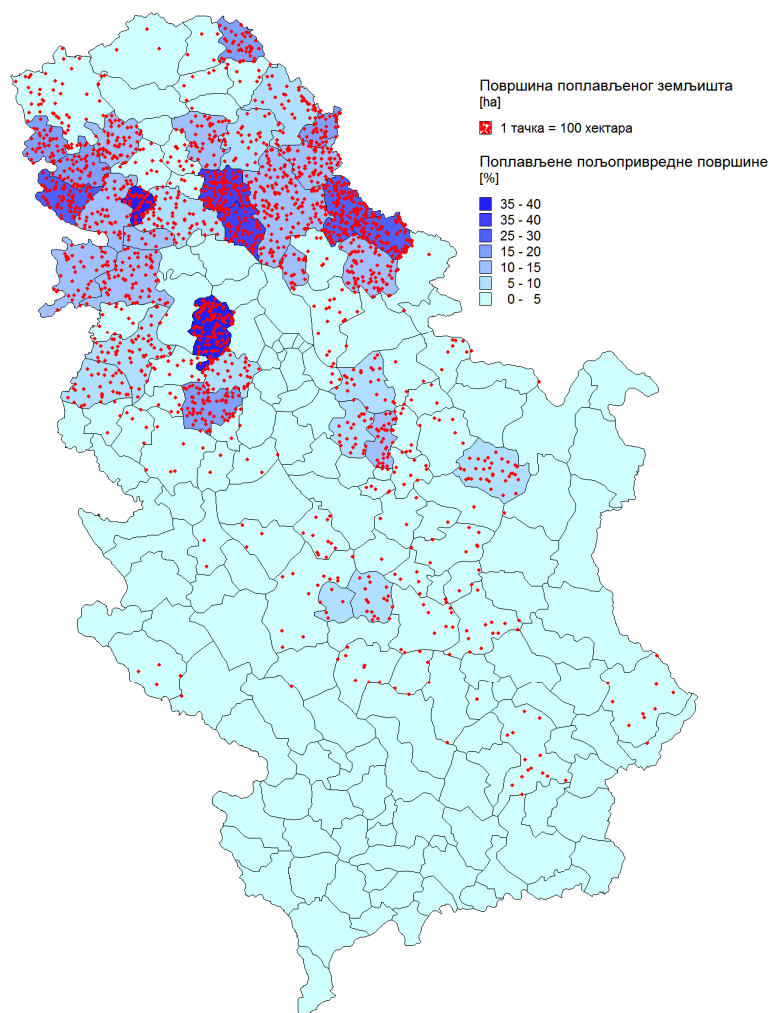 Површина поплављеног земљишта
[ha]
1 тачка = 100 хектара
Поплављене пољопривредне површине
[%]
35 - 40
35 - 40
25 - 30
15 - 20
10 - 15
5 - 10
0 - 5